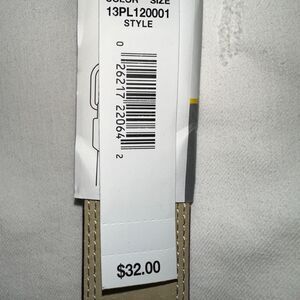 COLOR SIZE
13PL120001
STYLE
0 26217 22064 2
$32.00